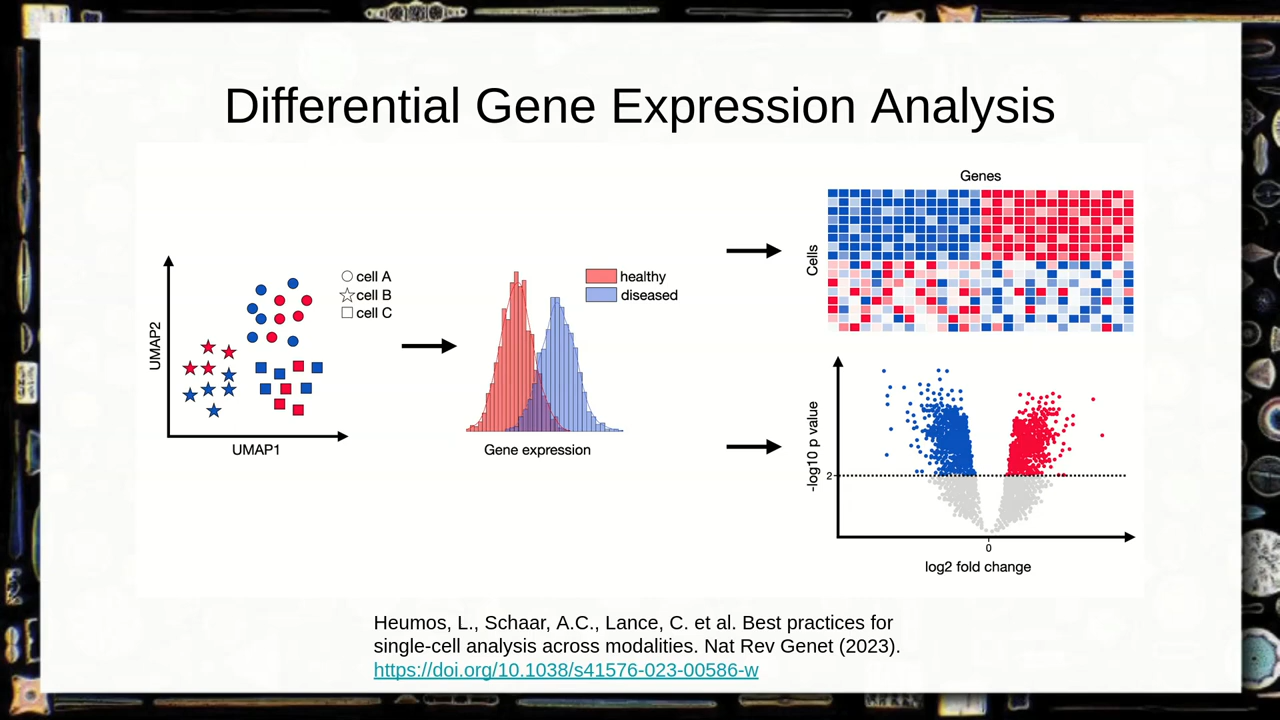 Differential Gene Expression Analysis
cell A
cell B
cell C
UMAP2
UMAP1
healthy
diseased
Gene expression
Genes
Cells
-log10 p value
2
0
log2 fold change
Heumos, L., Schaar, A.C., Lance, C. et al. Best practices for
single-cell analysis across modalities. Nat Rev Genet (2023).
https://doi.org/10.1038/s41576-023-00586-w